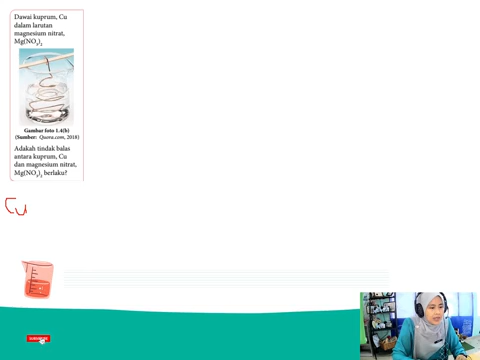 Dawai kuprum, Cu
dalam larutan
magnesium nitrat,
Mg(NO₃)₂
Gambar foto 1.4(b)
(Sumber: Quora.com, 2018)
Adakah tindak balas
antara kuprum, Cu
dan magnesium nitrat,
Mg(NO₃)₂ berlaku?
Cu
SUBSCRIBE